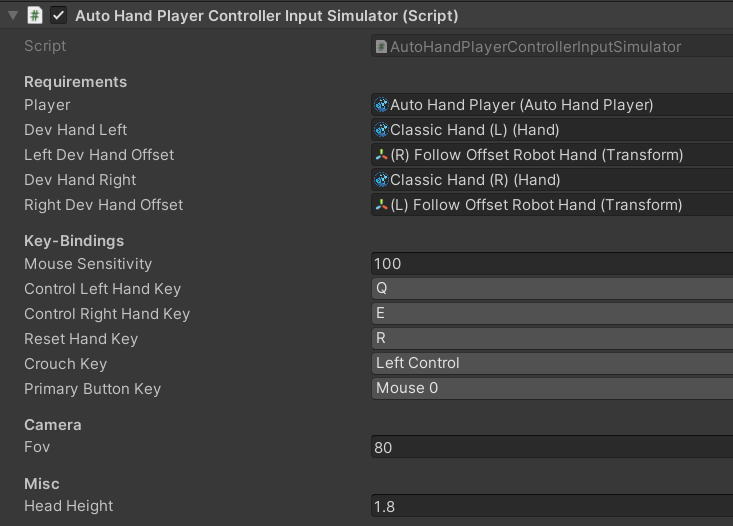 Auto Hand Player Controller Input Simulator (Script)
Script AutoHandPlayerControllerInputSimulator
Requirements
Player Auto Hand Player (Auto Hand Player)
Dev Hand Left Classic Hand (L) (Hand)
Left Dev Hand Offset (R) Follow Offset Robot Hand (Transform)
Dev Hand Right Classic Hand (R) (Hand)
Right Dev Hand Offset (L) Follow Offset Robot Hand (Transform)
Key-Bindings
Mouse Sensitivity 100
Control Left Hand Key Q
Control Right Hand Key E
Reset Hand Key R
Crouch Key Left Control
Primary Button Key Mouse 0
Camera
Fov 80
Misc
Head Height 1.8